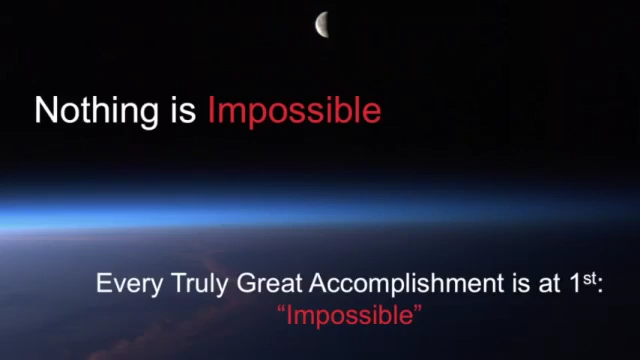 Nothing is Impossible
Every Truly Great Accomplishment is at 1st:
“Impossible”